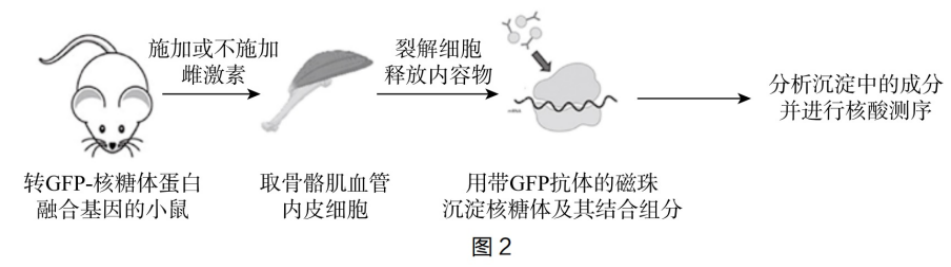 施加或不施加
雌激素
裂解细胞
释放内容物
分析沉淀中的成分
并进行核酸测序
转GFP-核糖体蛋白
融合基因的小鼠
取骨骼肌血管
内皮细胞
用带GFP抗体的磁珠
沉淀核糖体及其结合组分
图2